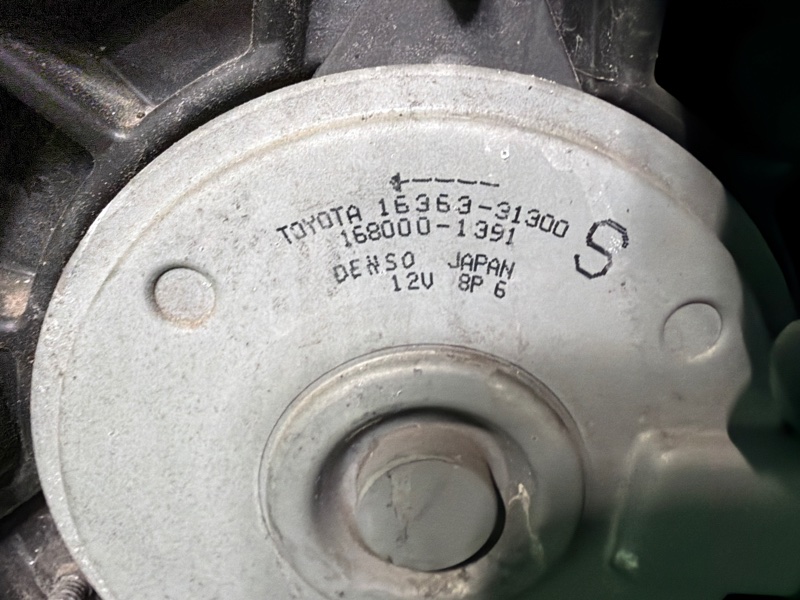 TOYOTA 16363-31300
168000-1391
S
DENSO JAPAN
12V 8P 6